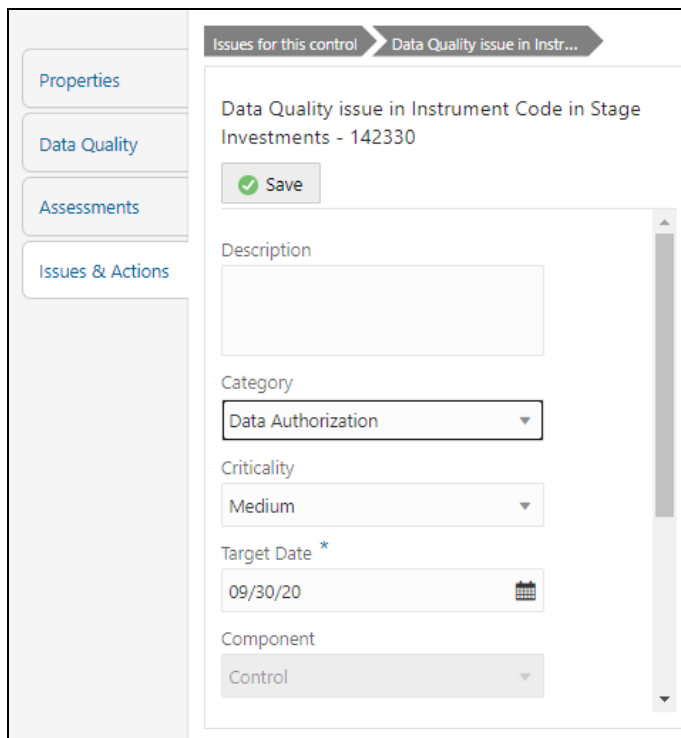 Issues for this control
Data Quality issue in Instr...
Properties
Data Quality
Assessments
Issues & Actions
Data Quality issue in Instrument Code in Stage
Investments - 142330
Save
Description
Category
Data Authorization
Criticality
Medium
Target Date *
09/30/20
Component
Control